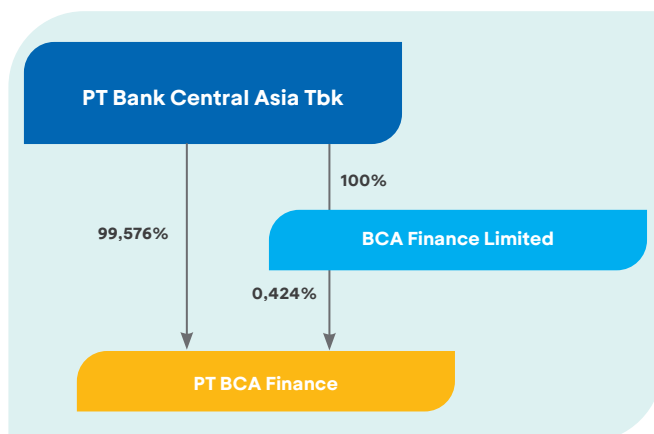 PT Bank Central Asia Tbk
100%
99,576%
BCA Finance Limited
0,424%
PT BCA Finance